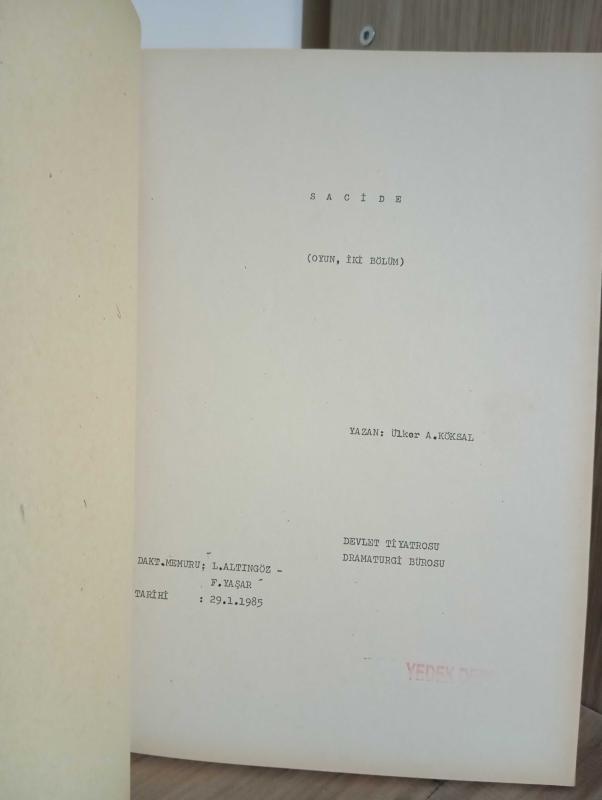 S A C İ D E
(OYUN, İKİ BÖLÜM)
YAZAN: Ülker A.KÖKSAL
DEVLET TİYATROSU
DRAMATURGİ BÜROSU
DAKT.MEMURU; L.ALTINGÖZ -
F.YAŞAR
TARİHİ : 29.1.1985
YEDEK